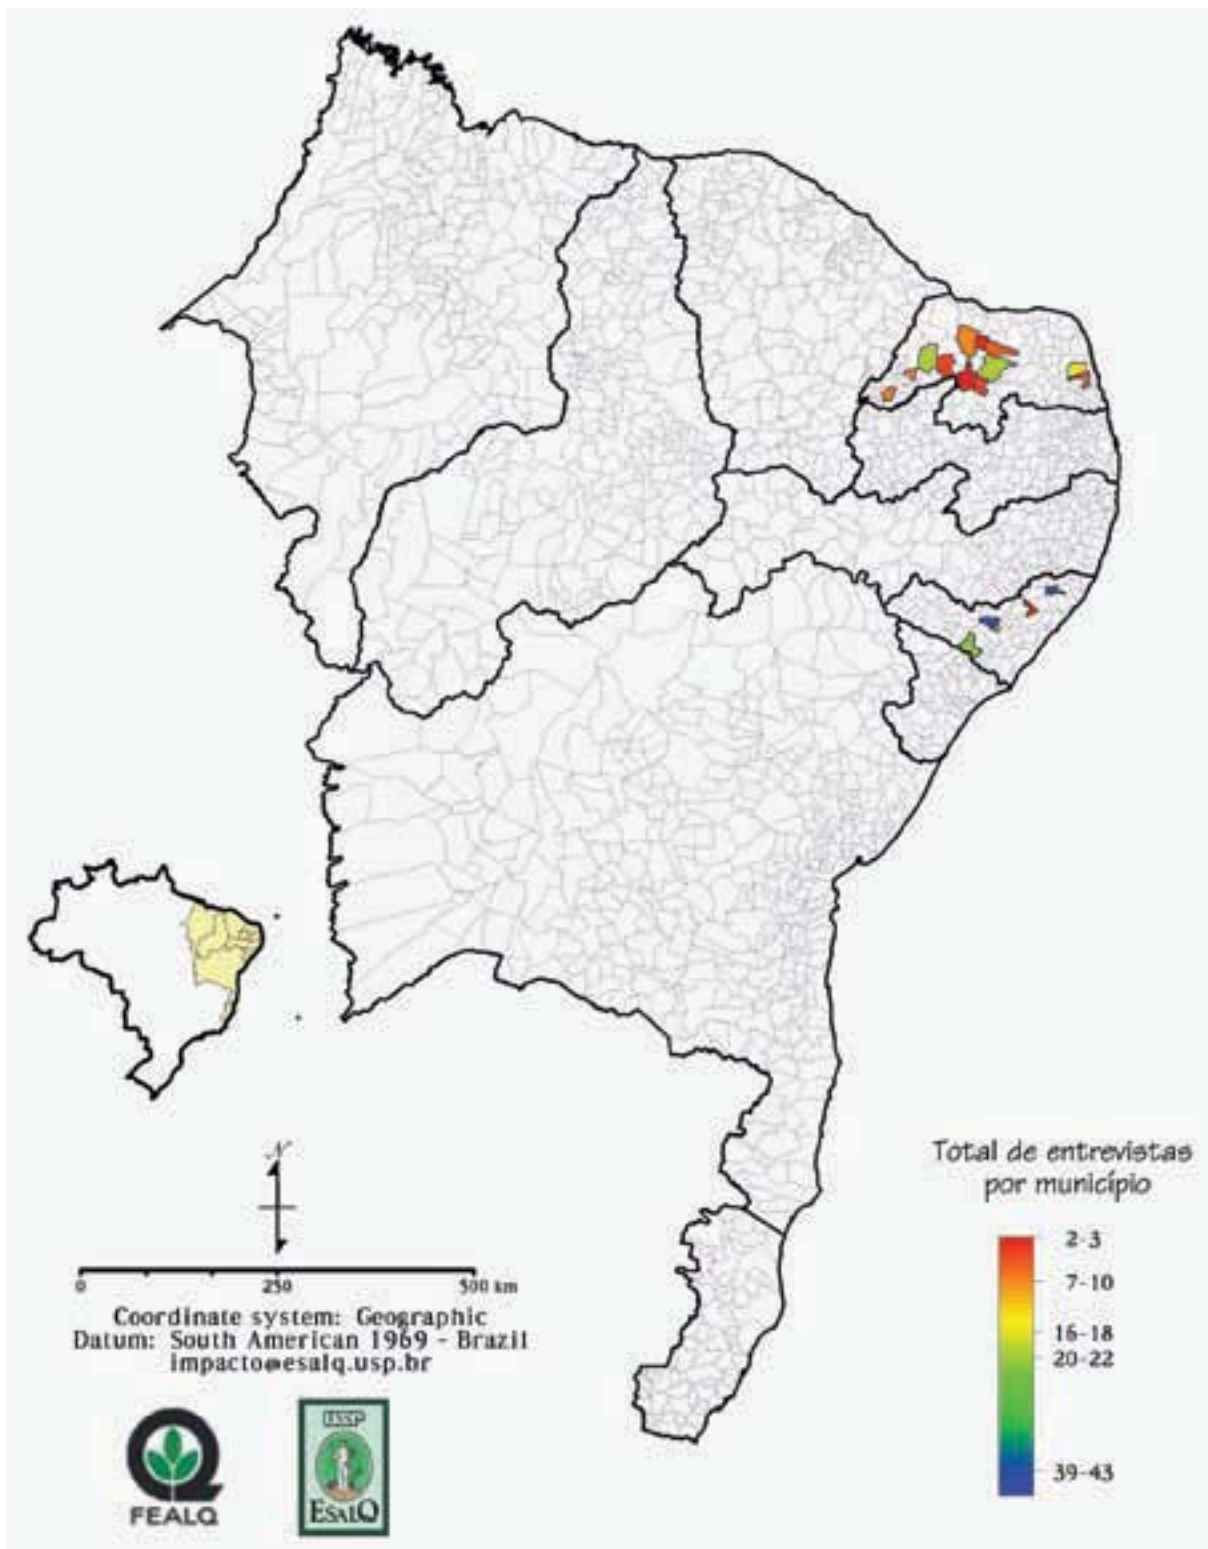 Total de entrevistas
por município
2-3
7-10
16-18
20-22
39-43
N
0 250 500 km
Coordinate system: Geographic
Datum: South American 1969 - Brazil
impacto@esalq.usp.br
FEALQ
ESALQ